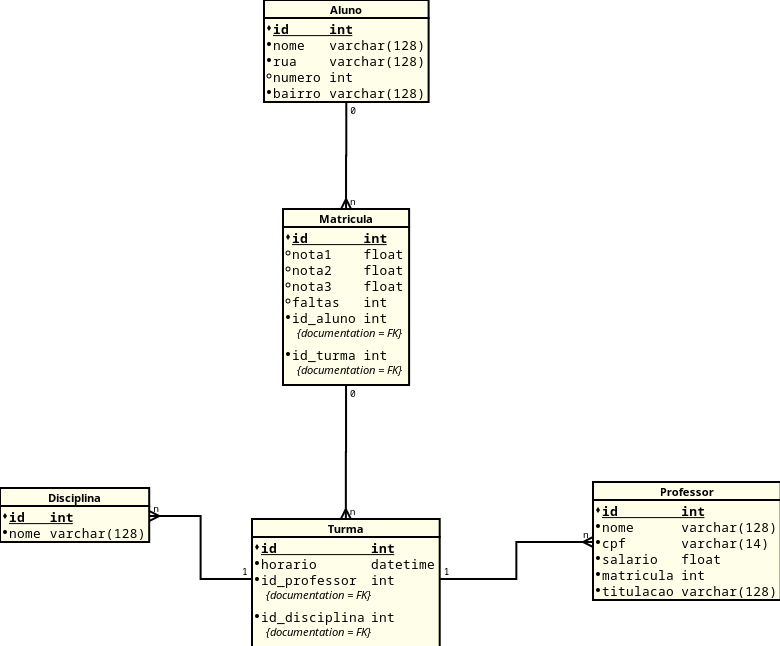 Aluno
id int
nome varchar(128)
rua varchar(128)
numero int
bairro varchar(128)
0
n
Matricula
id int
nota1 float
nota2 float
nota3 float
faltas int
id_aluno int
{documentation = FK}
id_turma int
{documentation = FK}
0
n
Disciplina
id int
nome varchar(128)
n
1
Turma
id int
horario datetime
id_professor int
{documentation = FK}
id_disciplina int
{documentation = FK}
1
n
Professor
id int
nome varchar(128)
cpf varchar(14)
salario float
matricula int
titulacao varchar(128)